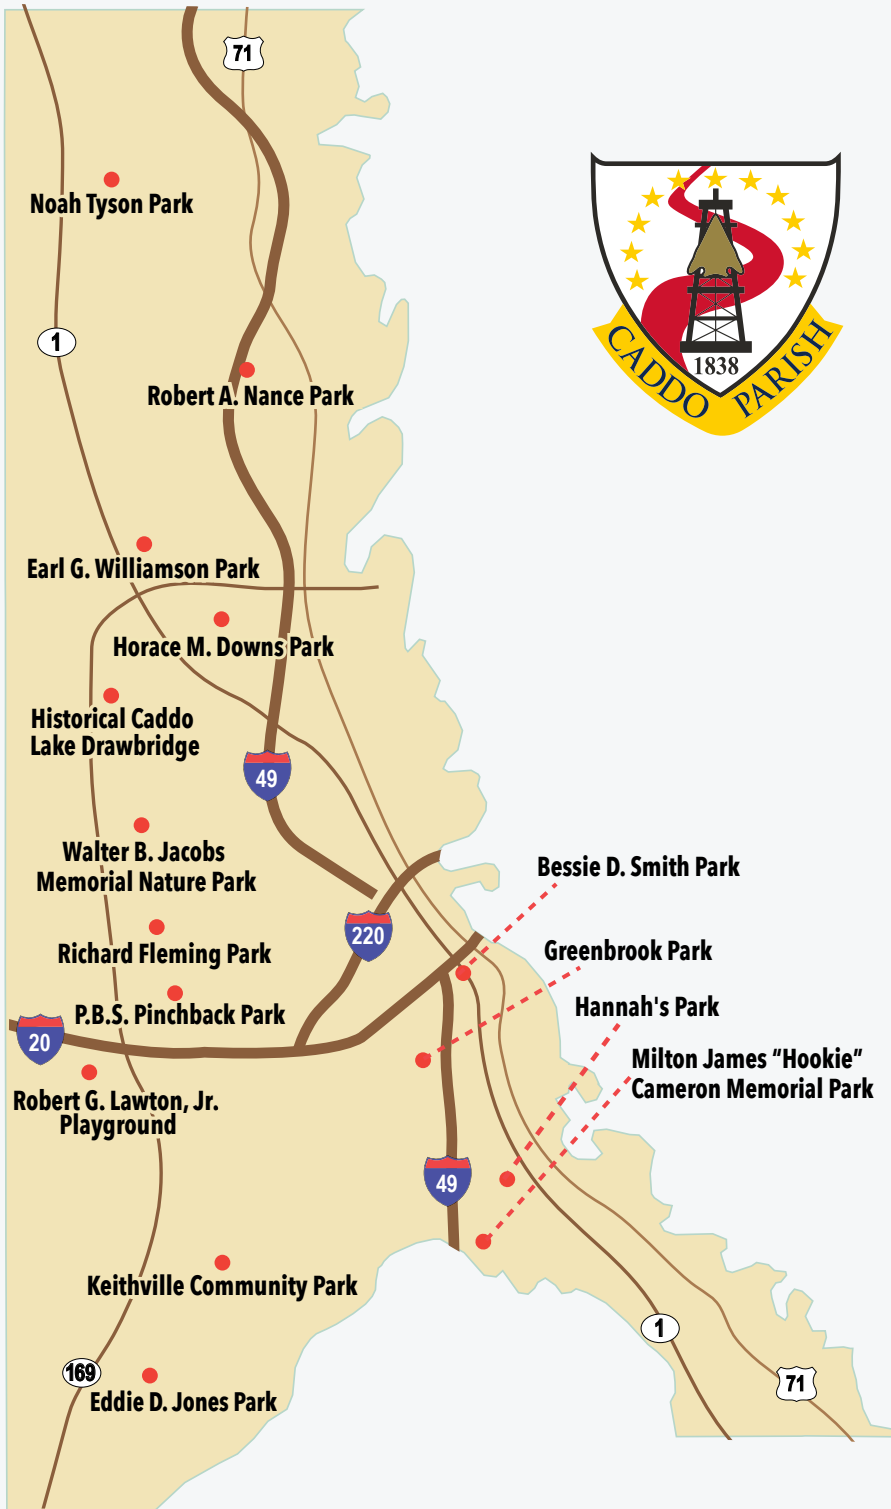 71
Noah Tyson Park
1
1838
CADDO PARISH
Robert A. Nance Park
Earl G. Williamson Park
Horace M. Downs Park
Historical Caddo
Lake Drawbridge
49
Walter B. Jacobs
Memorial Nature Park
Bessie D. Smith Park
220
Richard Fleming Park
Greenbrook Park
P.B.S. Pinchback Park
Hannah's Park
20
Milton James “Hookie”
Cameron Memorial Park
Robert G. Lawton, Jr.
Playground
49
Keithville Community Park
1
169
71
Eddie D. Jones Park